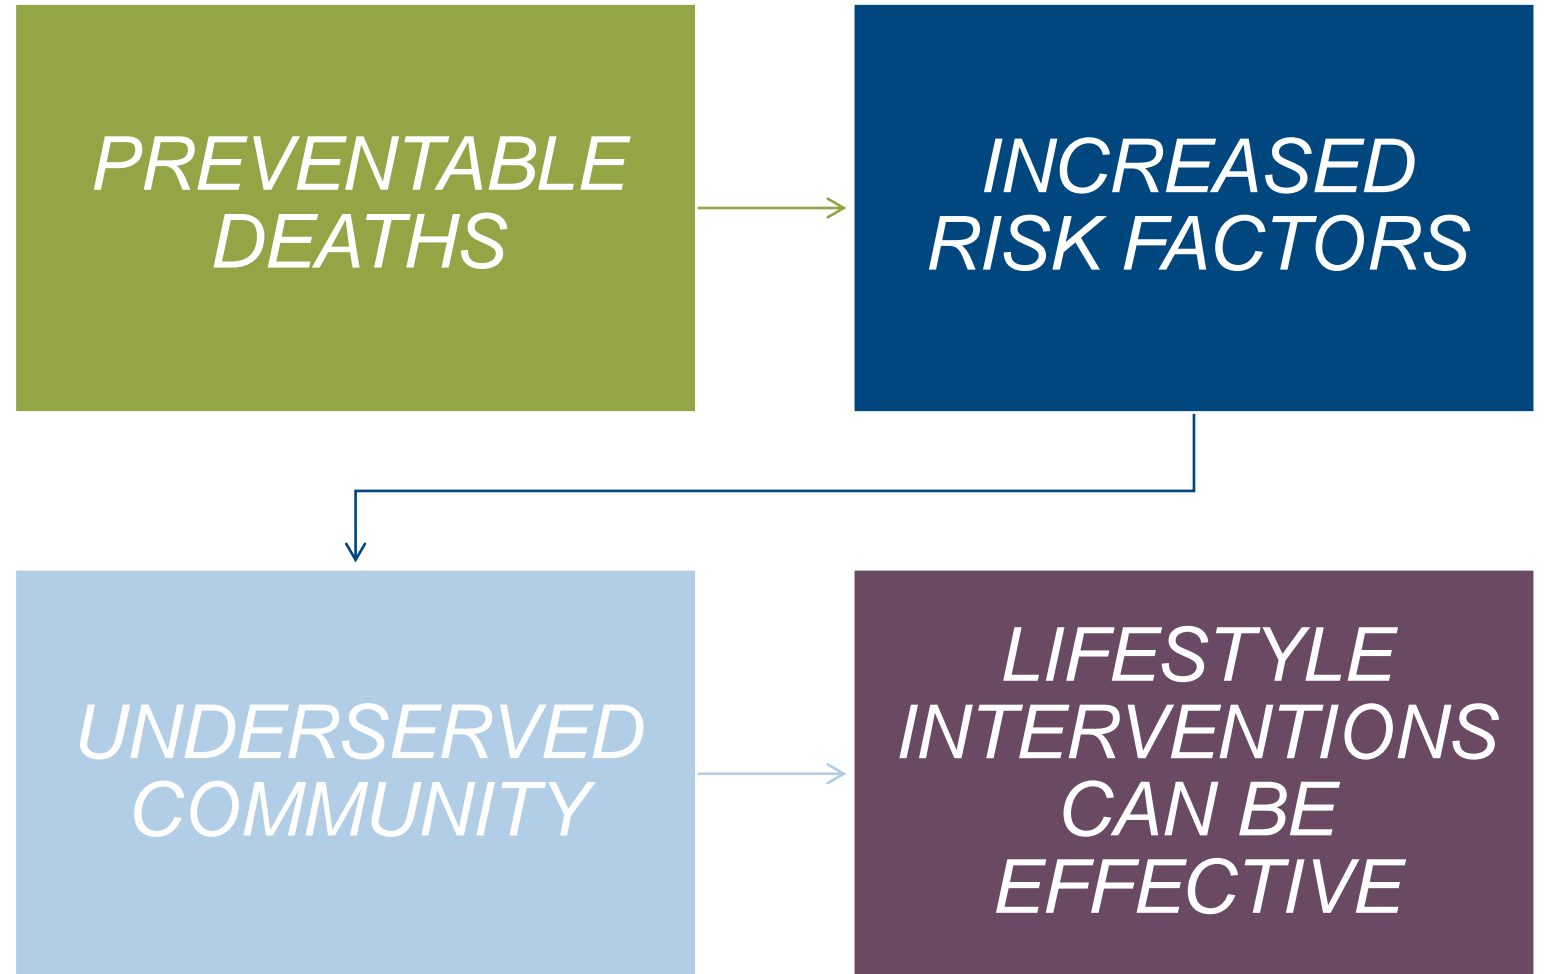 PREVENTABLE
DEATHS
INCREASED
RISK FACTORS
UNDERSERVED
COMMUNITY
LIFESTYLE
INTERVENTIONS
CAN BE
EFFECTIVE